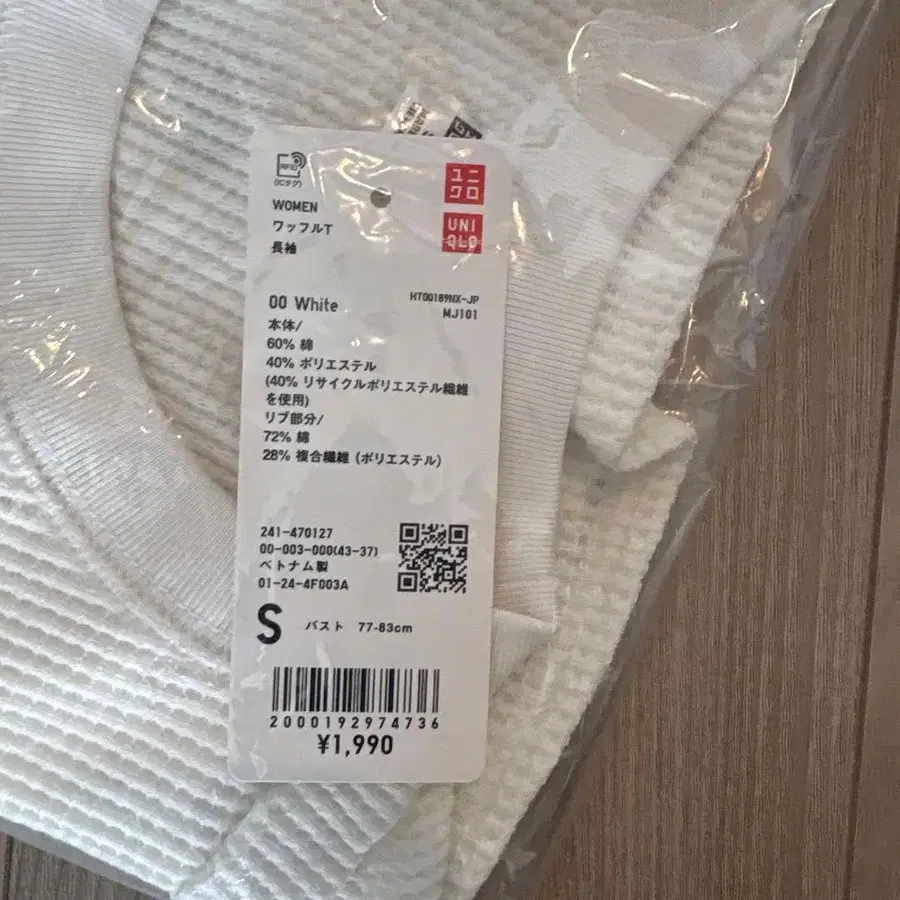 RFID
(ICタグ)
WOMEN
ワッフルT
長袖
ユニ
クロ
UNI
QLO
00 White
HT00189NX-JP
MJ101
本体/
60% 綿
40% ポリエステル
(40% リサイクルポリエステル繊維
を使用)
リブ部分/
72% 綿
28% 複合繊維 (ポリエステル)
241-470127
00-003-000(43-37)
ベトナム製
01-24-4F003A
S バスト 77-83cm
2000192974736
¥1,990